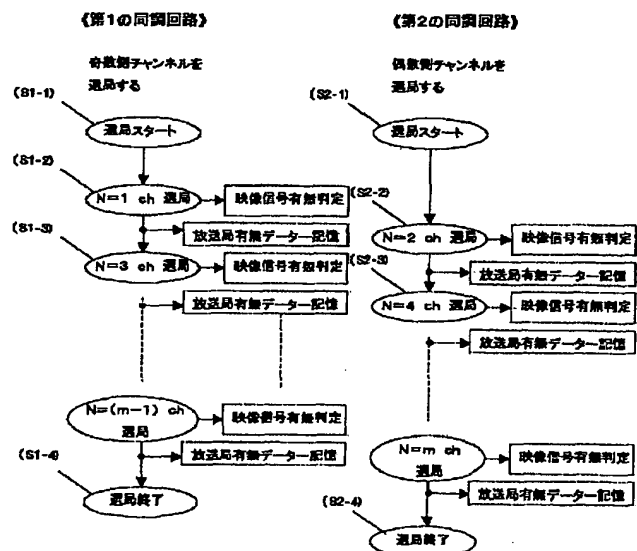 《第1の同調回路》
奇数側チャンネルを
選局する
(S1-1)
選局スタート
(S1-2)
N=1 ch 選局
映像信号有無判定
放送局有無データー記憶
(S1-3)
N=3 ch 選局
映像信号有無判定
放送局有無データー記憶
N=(m-1) ch
選局
映像信号有無判定
放送局有無データー記憶
(S1-4)
選局終了
《第2の同調回路》
偶数側チャンネルを
選局する
(S2-1)
選局スタート
(S2-2)
N=2 ch 選局
映像信号有無判定
放送局有無データー記憶
(S2-3)
N=4 ch 選局
映像信号有無判定
放送局有無データー記憶
N=m ch
選局
映像信号有無判定
放送局有無データー記憶
(S2-4)
選局終了